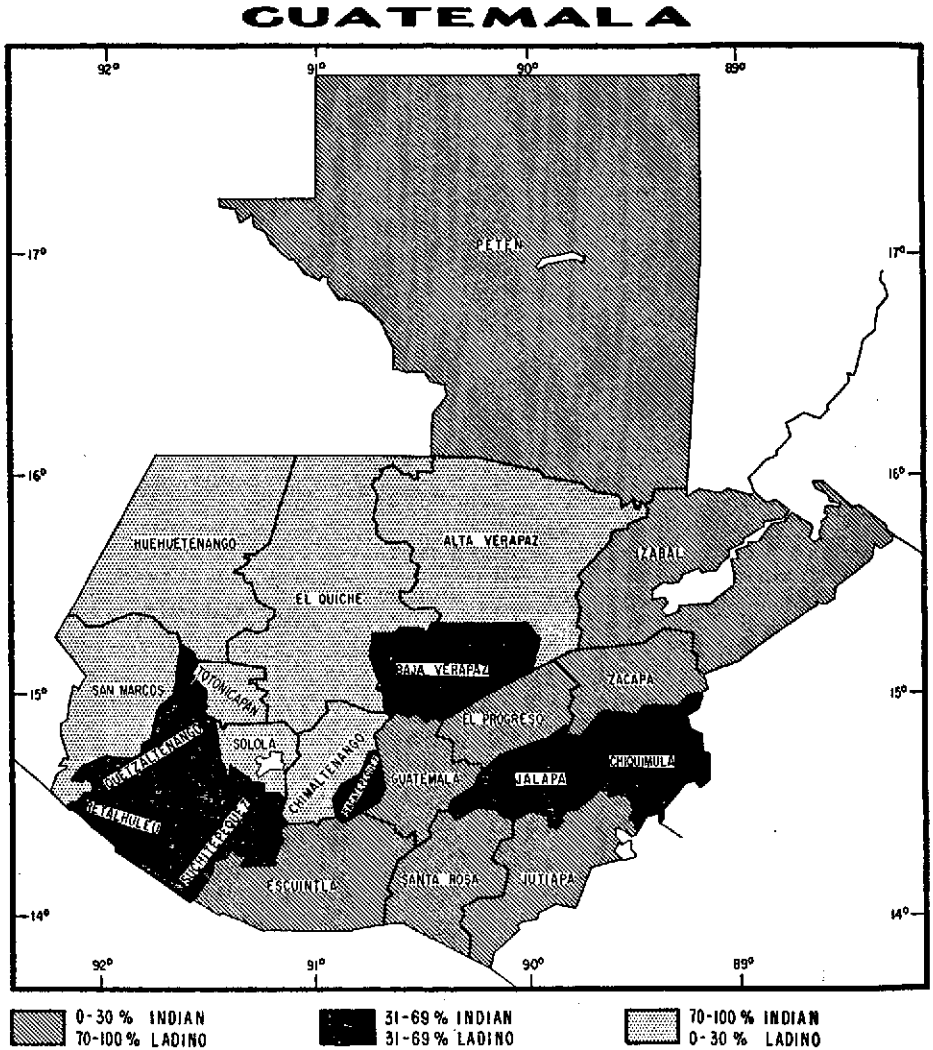 GUATEMALA
92° 91° 90° 89°
PETEN
17° 17°
16° 16°
HUEHUETENANGO
ALTA VERAPAZ
IZABAL
EL QUICHE
BAJA VERAPAZ
ZACAPA
SAN MARCOS
TOTONICAPAN
15° 15°
EL PROGRESO
QUETZALTENANGO
SOLOLA
CHIMALTENANGO
GUATEMALA
JALAPA
CHIQUIMULA
RETALHULEU
SUCHITEPEQUEZ
ESCUINTLA
SANTA ROSA
JUTIAPA
14° 14°
92° 91° 90° 89°
0-30 % INDIAN
70-100 % LADINO
31-69 % INDIAN
31-69 % LADINO
70-100 % INDIAN
0-30 % LADINO